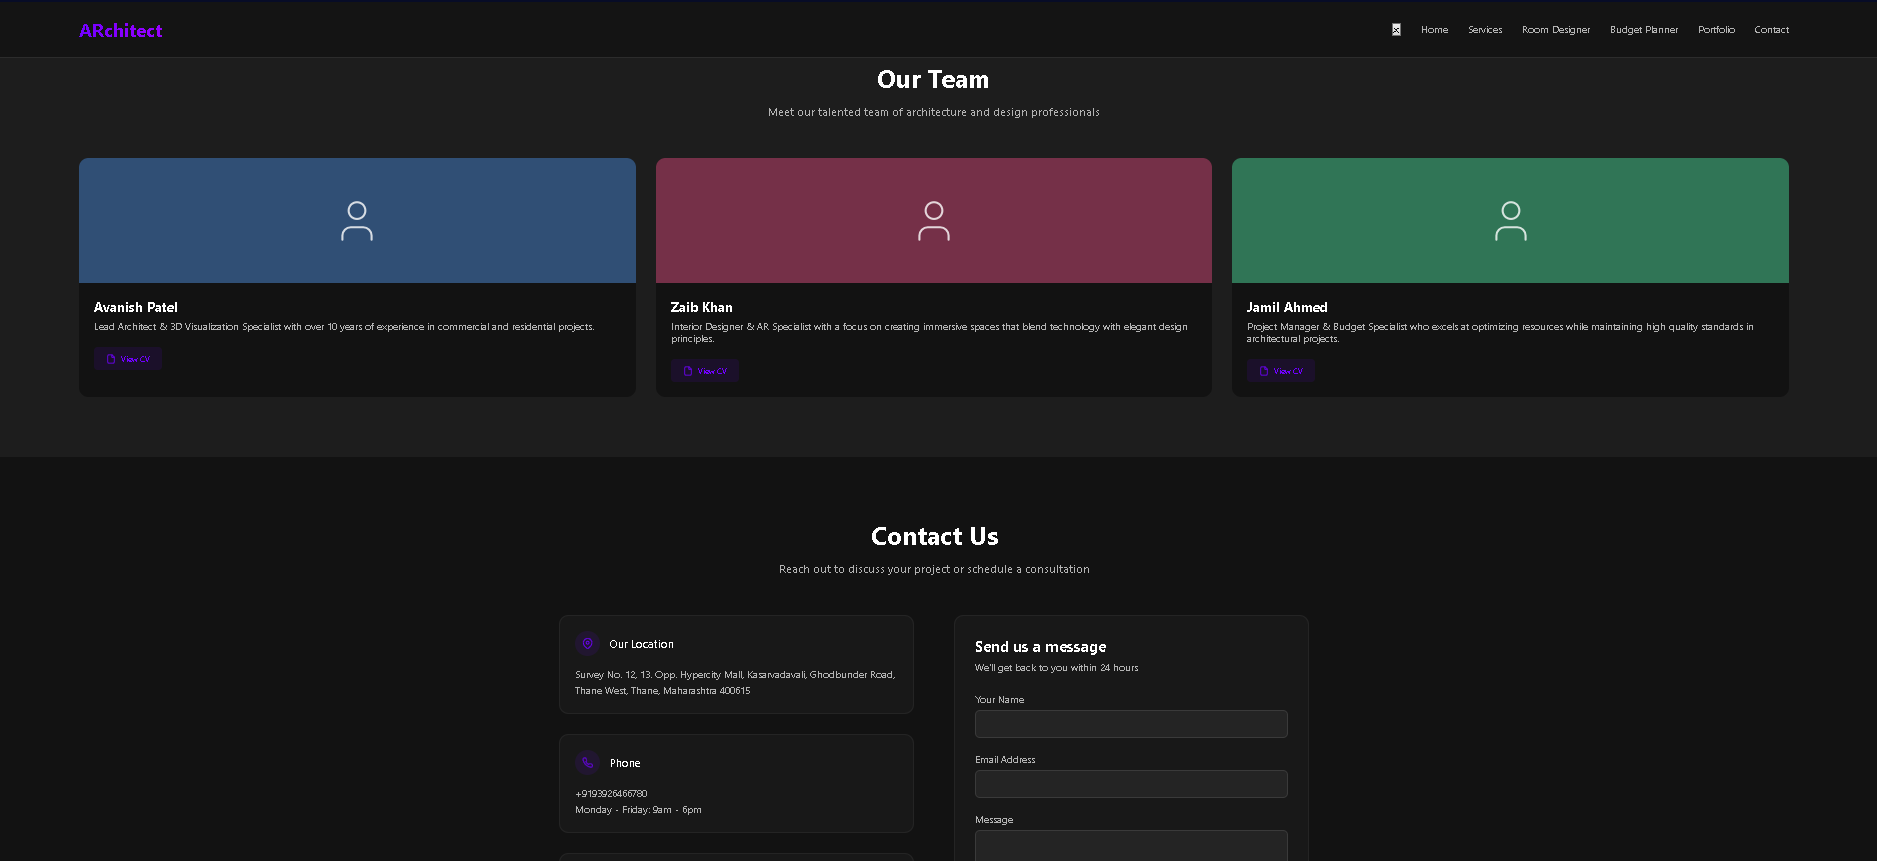 ARchitect
Home
Services
Room Designer
Budget Planner
Portfolio
Contact
Our Team
Meet our talented team of architecture and design professionals
Avanish Patel
Lead Architect & 3D Visualization Specialist with over 10 years of experience in commercial and residential projects.
View CV
Zaib Khan
Interior Designer & AR Specialist with a focus on creating immersive spaces that blend technology with elegant design
principles.
View CV
Jamil Ahmed
Project Manager & Budget Specialist who excels at optimizing resources while maintaining high quality standards in
architectural projects.
View CV
Contact Us
Reach out to discuss your project or schedule a consultation
Our Location
Survey No. 12, 13. Opp. Hypercity Mall, Kasarvadavali, Ghodbunder Road,
Thane West, Thane, Maharashtra 400615
Phone
+9193926466780
Monday - Friday: 9am - 6pm
Send us a message
We'll get back to you within 24 hours
Your Name
Email Address
Message